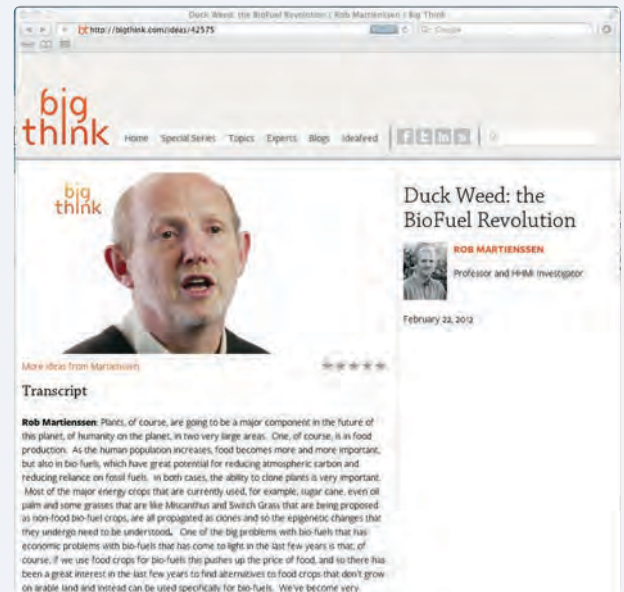 Duck Weed: the BioFuel Revolution | Rob Martienssen | Big Think
http://bigthink.com/ideas/42575
Google
big
think
Home Special Series Topics Experts Blogs Ideafeed
big
think
Duck Weed: the
BioFuel Revolution
ROB MARTIENSSEN
Professor and HHMI Investigator
February 22, 2012
More ideas from Martienssen
Transcript
Rob Martienssen: Plants, of course, are going to be a major component in the future of
this planet, of humanity on the planet, in two very large areas. One, of course, is in food
production. As the human population increases, food becomes more and more important,
but also in bio-fuels, which have great potential for reducing atmospheric carbon and
reducing reliance on fossil fuels. In both cases, the ability to clone plants is very important.
Most of the major energy crops that are currently used, for example, sugar cane, even oil
palm and some grasses that are like Miscanthus and Switch Grass that are being proposed
as non-food bio-fuel crops, are all propagated as clones and so the epigenetic changes that
they undergo need to be understood. One of the big problems with bio-fuels that has
economic problems with bio-fuels that has come to light in the last few years is that, of
course, if we use food crops for bio-fuels this pushes up the price of food, and so there has
been a great interest in the last few years to find alternatives to food crops that don't grow
on arable land and instead can be used specifically for bio-fuels. We've become very